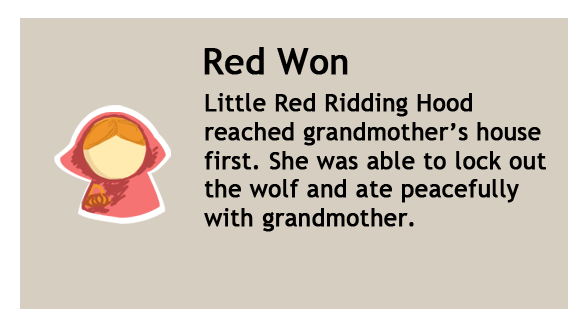 Red Won
Little Red Ridding Hood
reached grandmother’s house
first. She was able to lock out
the wolf and ate peacefully
with grandmother.